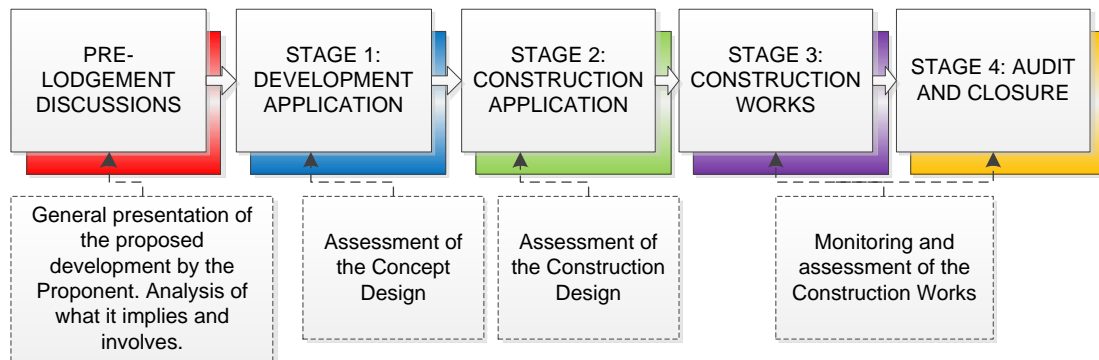 PRE-
LODGEMENT
DISCUSSIONS
STAGE 1:
DEVELOPMENT
APPLICATION
STAGE 2:
CONSTRUCTION
APPLICATION
STAGE 3:
CONSTRUCTION
WORKS
STAGE 4: AUDIT
AND CLOSURE
General presentation of
the proposed
development by the
Proponent. Analysis of
what it implies and
involves.
Assessment of
the Concept
Design
Assessment of
the Construction
Design
Monitoring and
assessment of the
Construction Works